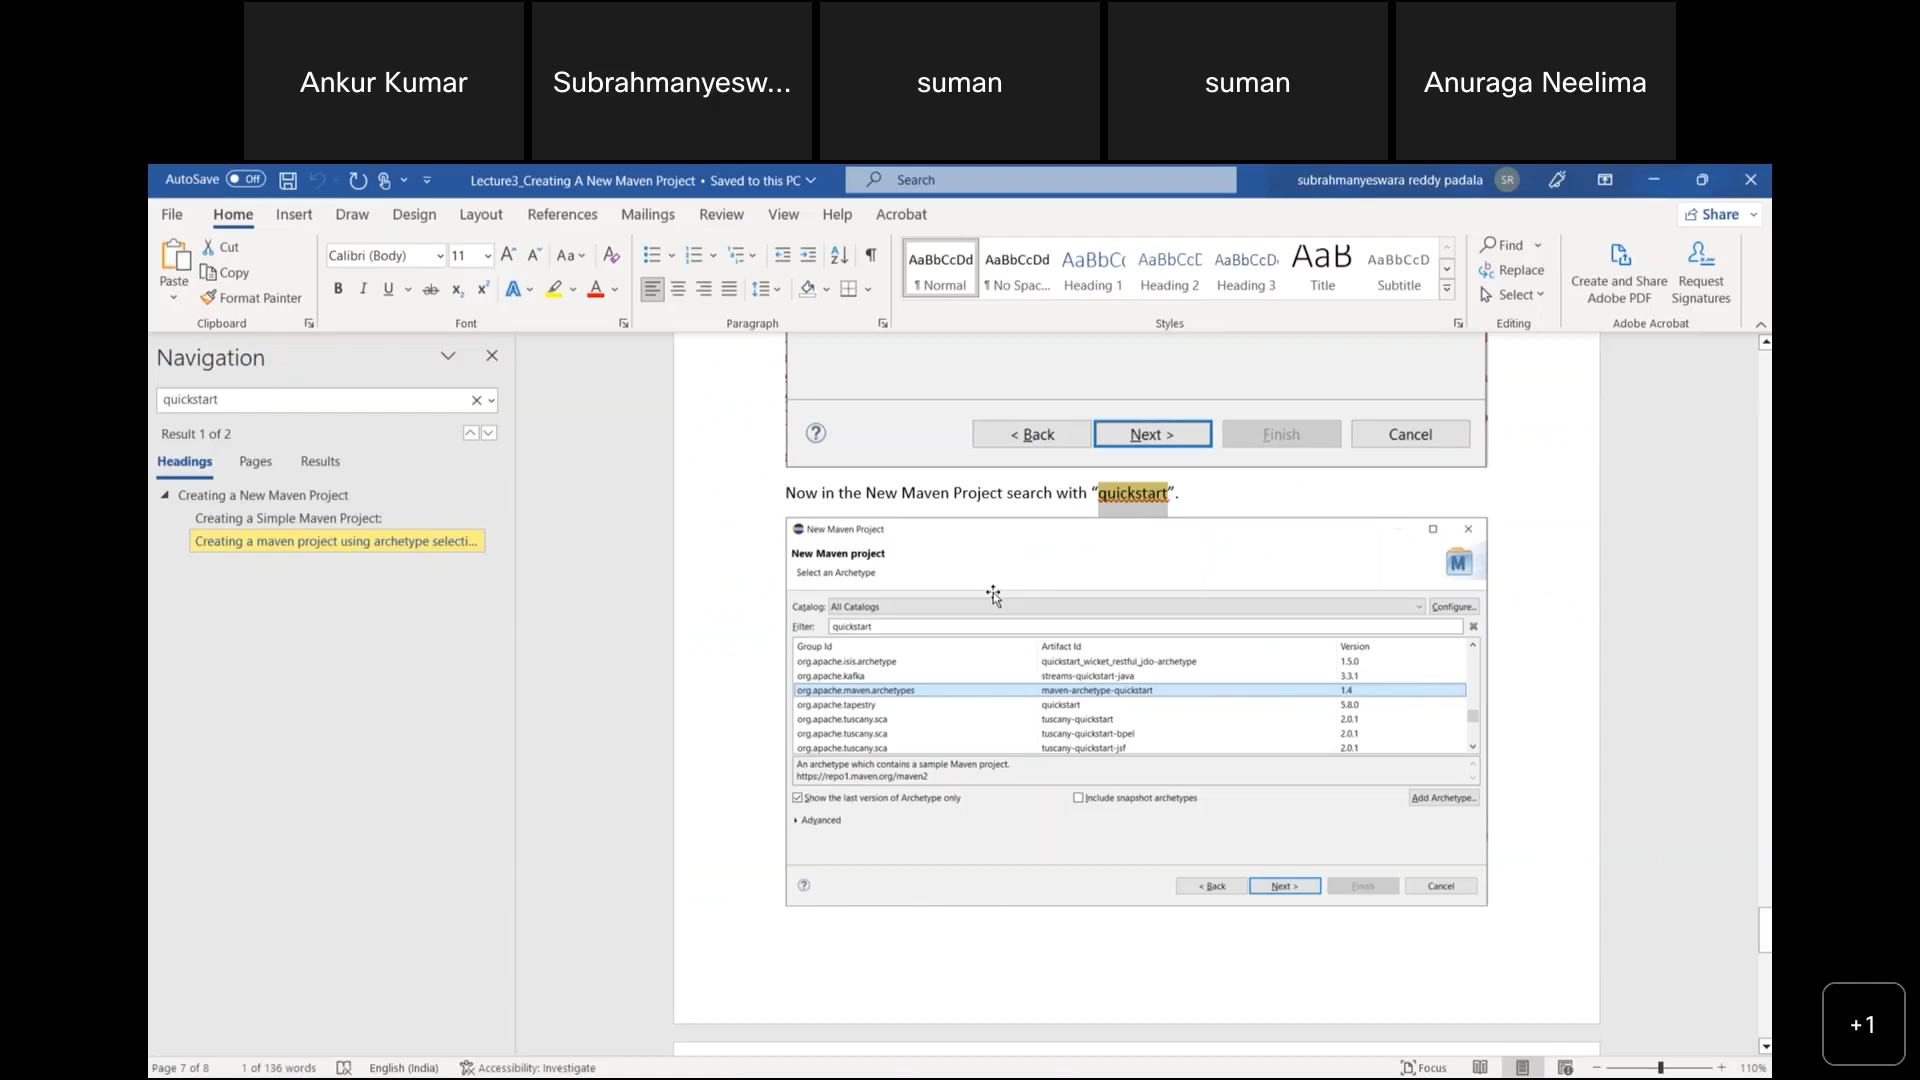 Ankur Kumar
Subrahmanyesw...
suman
suman
Anuraga Neelima
AutoSave Off
Lecture3_Creating A New Maven Project • Saved to this PC
Search
subrahmanyeswara reddy padala SR
File Home Insert Draw Design Layout References Mailings Review View Help Acrobat Share
Paste
Cut
Copy
Format Painter
Clipboard
Calibri (Body) 11
Font
Paragraph
AaBbCcDd AaBbCcDd AaBbC( AaBbCcE AaBbCcD( AaB AaBbCcD
¶ Normal ¶ No Spac... Heading 1 Heading 2 Heading 3 Title Subtitle
Styles
Find
Replace
Select
Editing
Create and Share Adobe PDF
Request Signatures
Adobe Acrobat
Navigation
quickstart
Result 1 of 2
Headings Pages Results
Creating a New Maven Project
Creating a Simple Maven Project:
Creating a maven project using archetype selecti...
< Back Next > Finish Cancel
Now in the New Maven Project search with “quickstart”.
New Maven Project
New Maven project
Select an Archetype
M
Catalog: All Catalogs Configure...
Filter: quickstart
Group Id Artifact Id Version
org.apache.isis.archetype quickstart_wicket_restful_jdo-archetype 1.5.0
org.apache.kafka streams-quickstart-java 3.3.1
org.apache.maven.archetypes maven-archetype-quickstart 1.4
org.apache.tapestry quickstart 5.8.0
org.apache.tuscany.sca tuscany-quickstart 2.0.1
org.apache.tuscany.sca tuscany-quickstart-bpel 2.0.1
org.apache.tuscany.sca tuscany-quickstart-jsf 2.0.1
An archetype which contains a sample Maven project.
https://repo1.maven.org/maven2
Show the last version of Archetype only Include snapshot archetypes Add Archetype...
Advanced
< Back Next > Finish Cancel
+1
Page 7 of 8 1 of 136 words English (India) Accessibility: Investigate Focus 110%